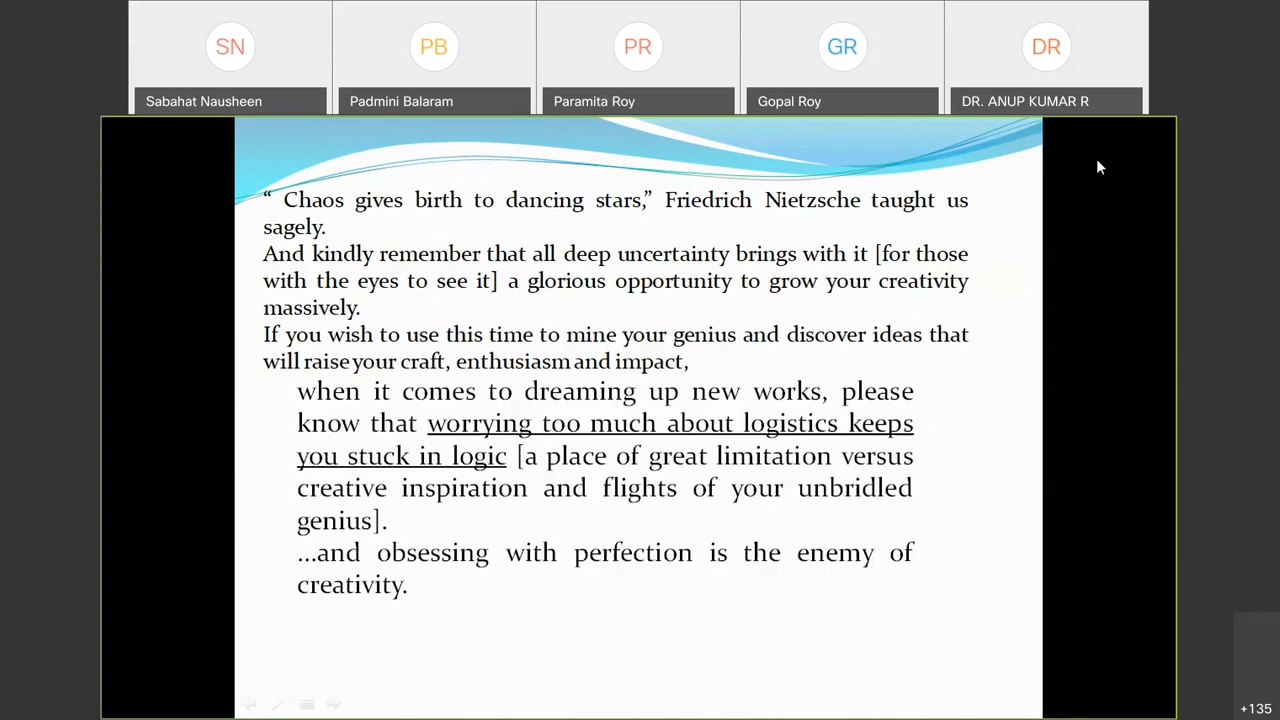 SN
PB
PR
GR
DR
Sabahat Nausheen
Padmini Balaram
Paramita Roy
Gopal Roy
DR. ANUP KUMAR R
“ Chaos gives birth to dancing stars,” Friedrich Nietzsche taught us
sagely.
And kindly remember that all deep uncertainty brings with it [for those
with the eyes to see it] a glorious opportunity to grow your creativity
massively.
If you wish to use this time to mine your genius and discover ideas that
will raise your craft, enthusiasm and impact,
when it comes to dreaming up new works, please
know that worrying too much about logistics keeps
you stuck in logic [a place of great limitation versus
creative inspiration and flights of your unbridled
genius].
...and obsessing with perfection is the enemy of
creativity.
+135